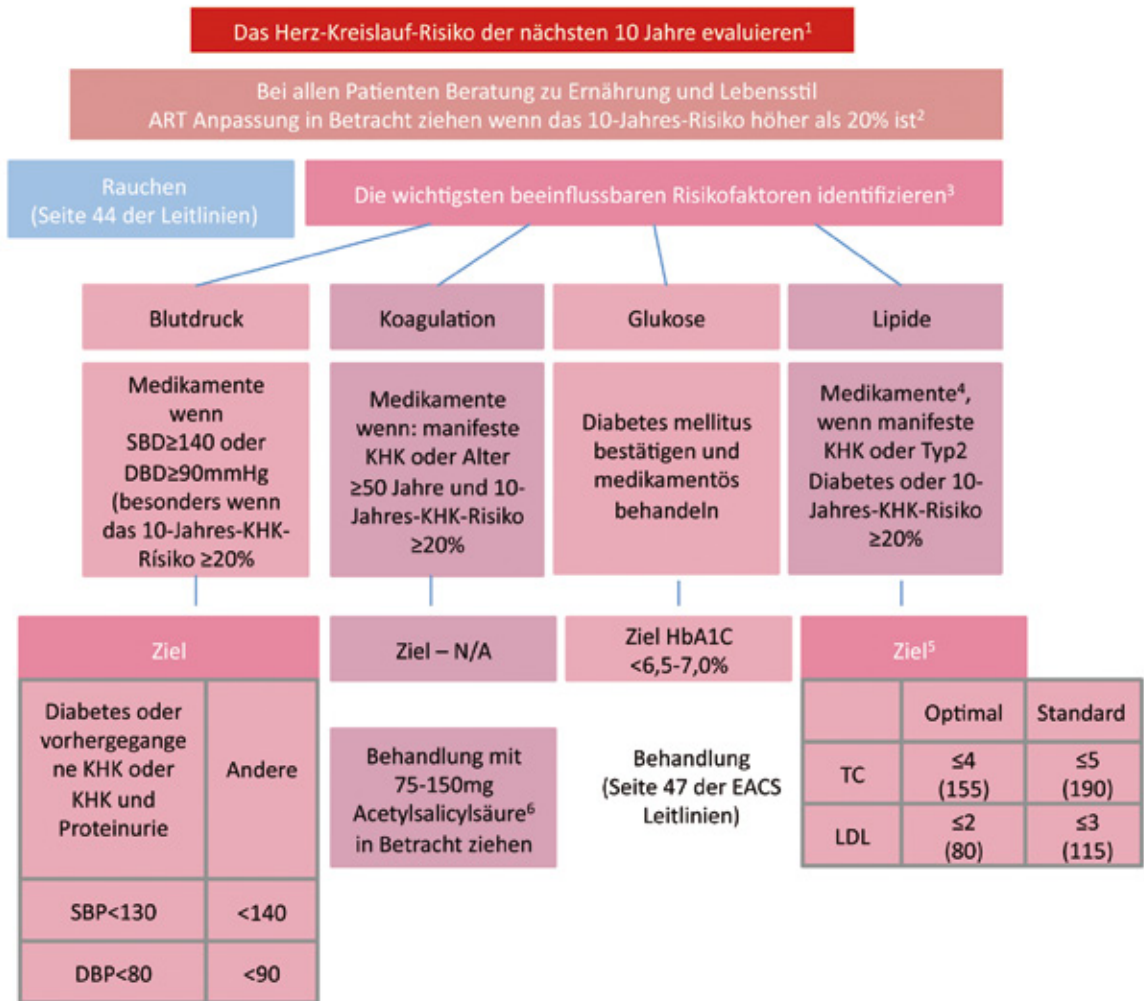 Das Herz-Kreislauf-Risiko der nächsten 10 Jahre evaluieren¹
Bei allen Patienten Beratung zu Ernährung und Lebensstil
ART Anpassung in Betracht ziehen wenn das 10-Jahres-Risiko höher als 20% ist²
Rauchen
(Seite 44 der Leitlinien)
Die wichtigsten beeinflussbaren Risikofaktoren identifizieren³
Blutdruck
Koagulation
Glukose
Lipide
Medikamente
wenn
SBD≥140 oder
DBD≥90mmHg
(besonders wenn
das 10-Jahres-KHK-
Rísiko ≥20%
Medikamente
wenn: manifeste
KHK oder Alter
≥50 Jahre und 10-
Jahres-KHK-Risiko
≥20%
Diabetes mellitus
bestätigen und
medikamentös
behandeln
Medikamente⁴,
wenn manifeste
KHK oder Typ2
Diabetes oder 10-
Jahres-KHK-Risiko
≥20%
Ziel
Diabetes oder
vorhergegange
ne KHK oder
KHK und
Proteinurie
Andere
SBP<130
<140
DBP<80
<90
Ziel – N/A
Behandlung mit
75-150mg
Acetylsalicylsäure⁶
in Betracht ziehen
Ziel HbA1C
<6,5-7,0%
Behandlung
(Seite 47 der EACS
Leitlinien)
Ziel⁵
Optimal Standard
TC ≤4 (155) ≤5 (190)
LDL ≤2 (80) ≤3 (115)